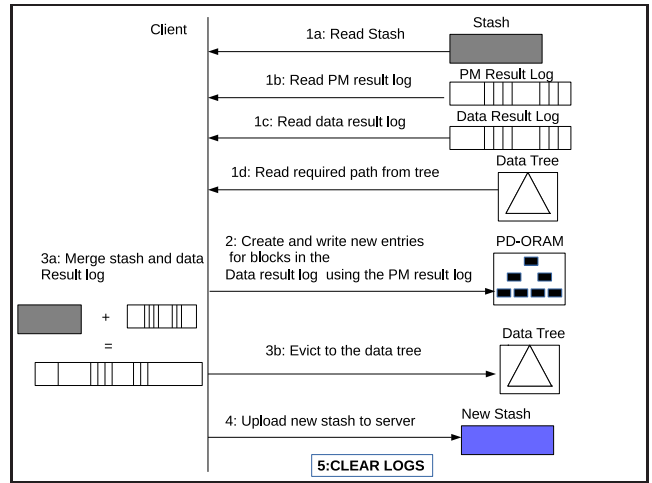 Client
Stash
1a: Read Stash
PM Result Log
1b: Read PM result log
Data Result Log
1c: Read data result log
Data Tree
1d: Read required path from tree
2: Create and write new entries
for blocks in the
Data result log using the PM result log
PD-ORAM
3a: Merge stash and data
Result log
+
=
Data Tree
3b: Evict to the data tree
New Stash
4: Upload new stash to server
5:CLEAR LOGS